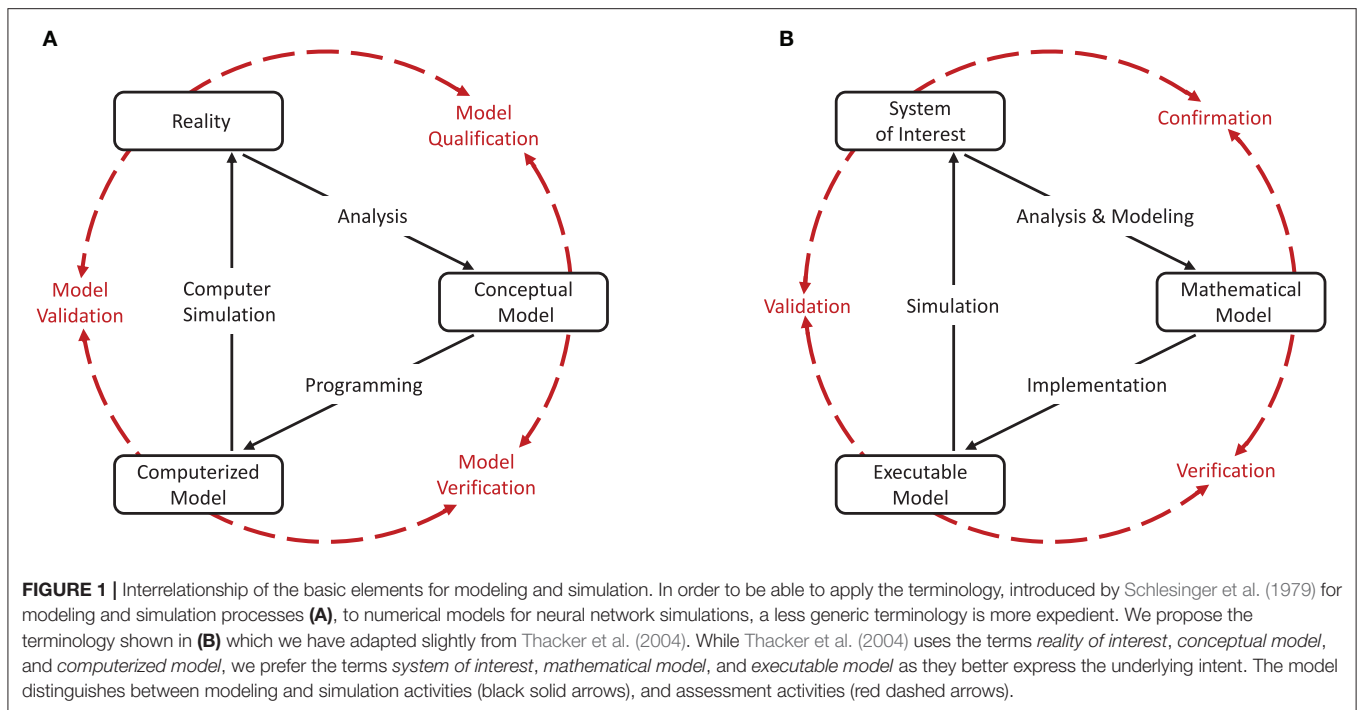 A
Reality
Model
Qualification
Analysis
Model
Validation
Computer
Simulation
Conceptual
Model
Programming
Computerized
Model
Model
Verification
B
System
of Interest
Confirmation
Analysis & Modeling
Validation
Simulation
Mathematical
Model
Implementation
Executable
Model
Verification
FIGURE 1 | Interrelationship of the basic elements for modeling and simulation. In order to be able to apply the terminology, introduced by Schlesinger et al. (1979) for
modeling and simulation processes (A), to numerical models for neural network simulations, a less generic terminology is more expedient. We propose the
terminology shown in (B) which we have adapted slightly from Thacker et al. (2004). While Thacker et al. (2004) uses the terms reality of interest, conceptual model,
and computerized model, we prefer the terms system of interest, mathematical model, and executable model as they better express the underlying intent. The model
distinguishes between modeling and simulation activities (black solid arrows), and assessment activities (red dashed arrows).